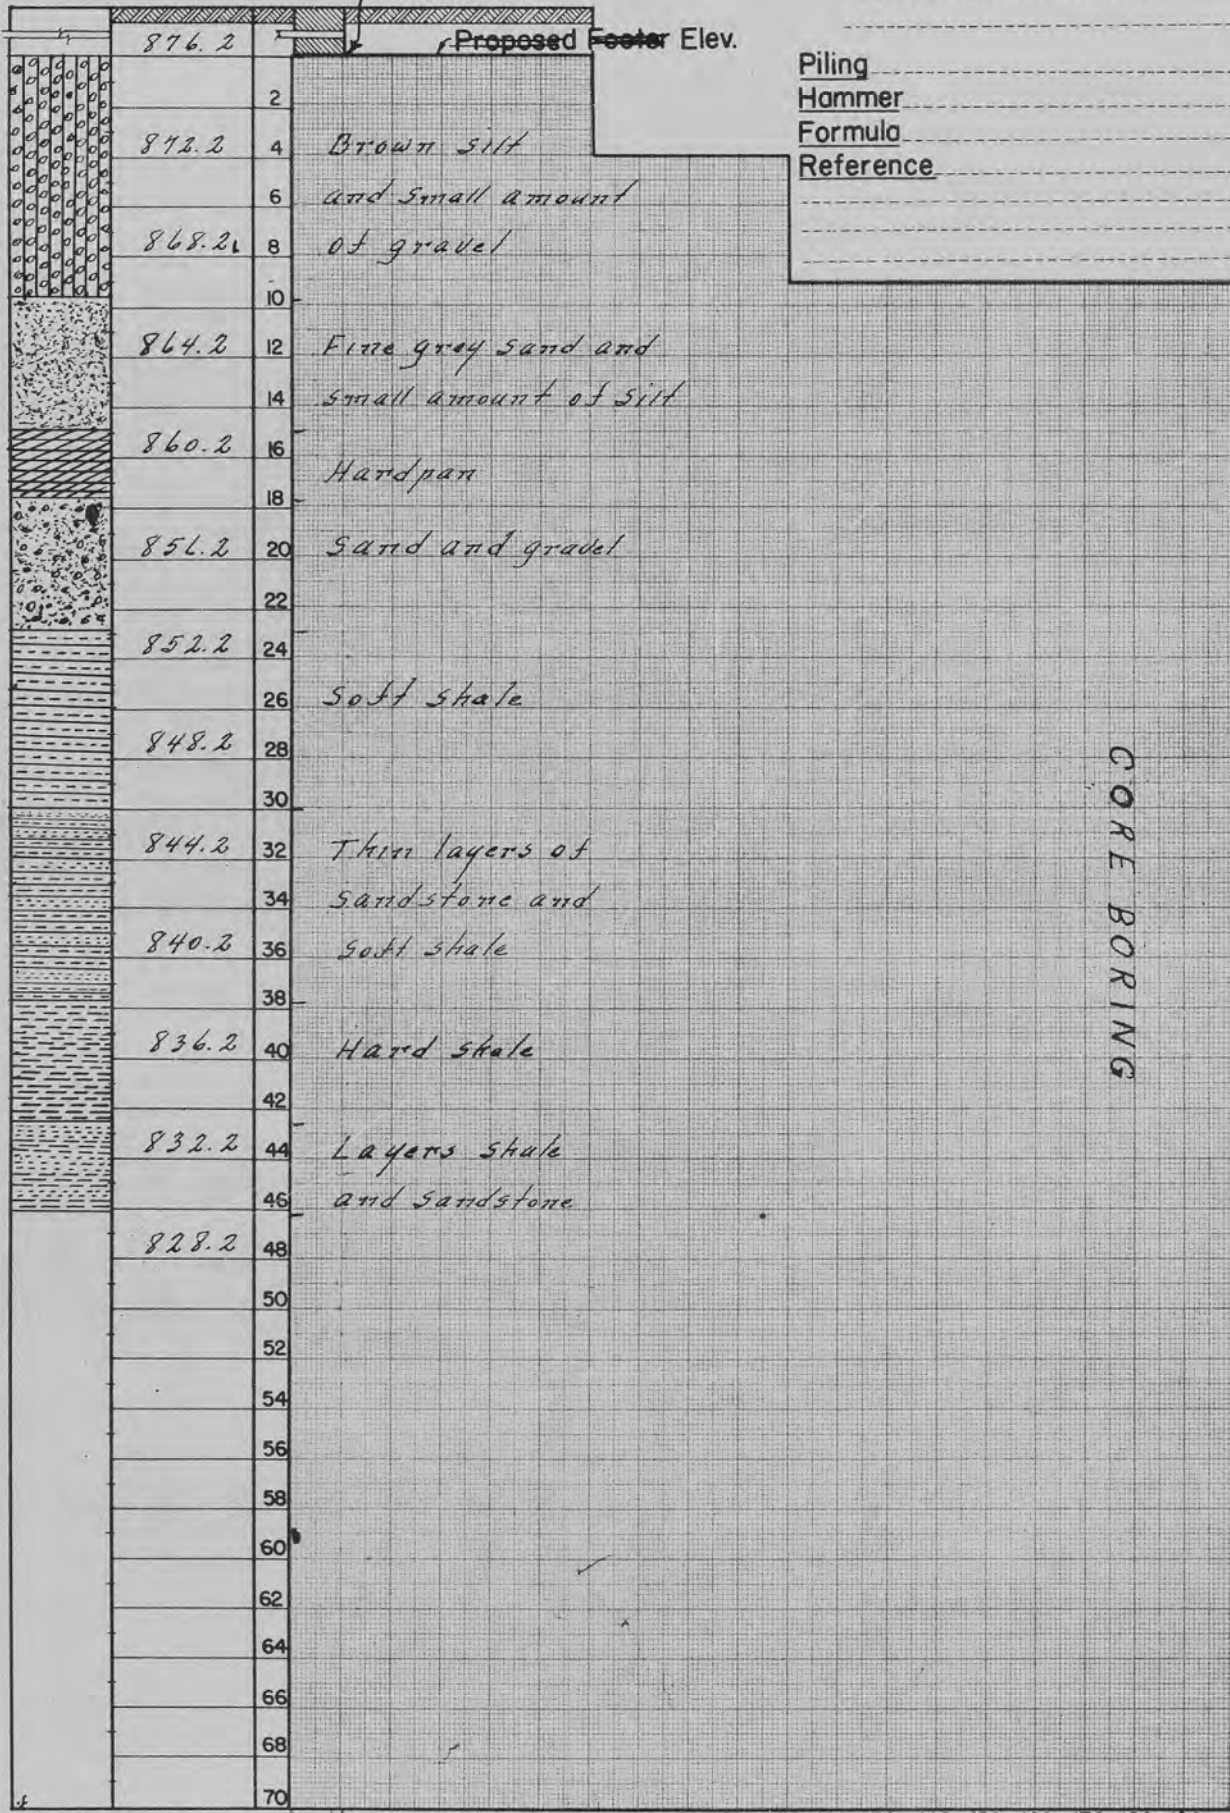 876.2 Proposed Footer Elev.
Piling
Hammer
Formula
Reference
2
872.2 4 Brown silt
6 and small amount
868.2 8 of gravel
10
864.2 12 Fine grey sand and
14 small amount of silt
860.2 16
Hardpan
18
856.2 20 Sand and gravel
22
852.2 24
26 Soft shale
848.2 28
30
844.2 32 Thin layers of
34 sandstone and
840.2 36 soft shale
38
836.2 40 Hard shale
42
832.2 44 Layers shale
46 and sandstone
828.2 48
50
52
54
56
58
60
62
64
66
68
70
CORE BORING